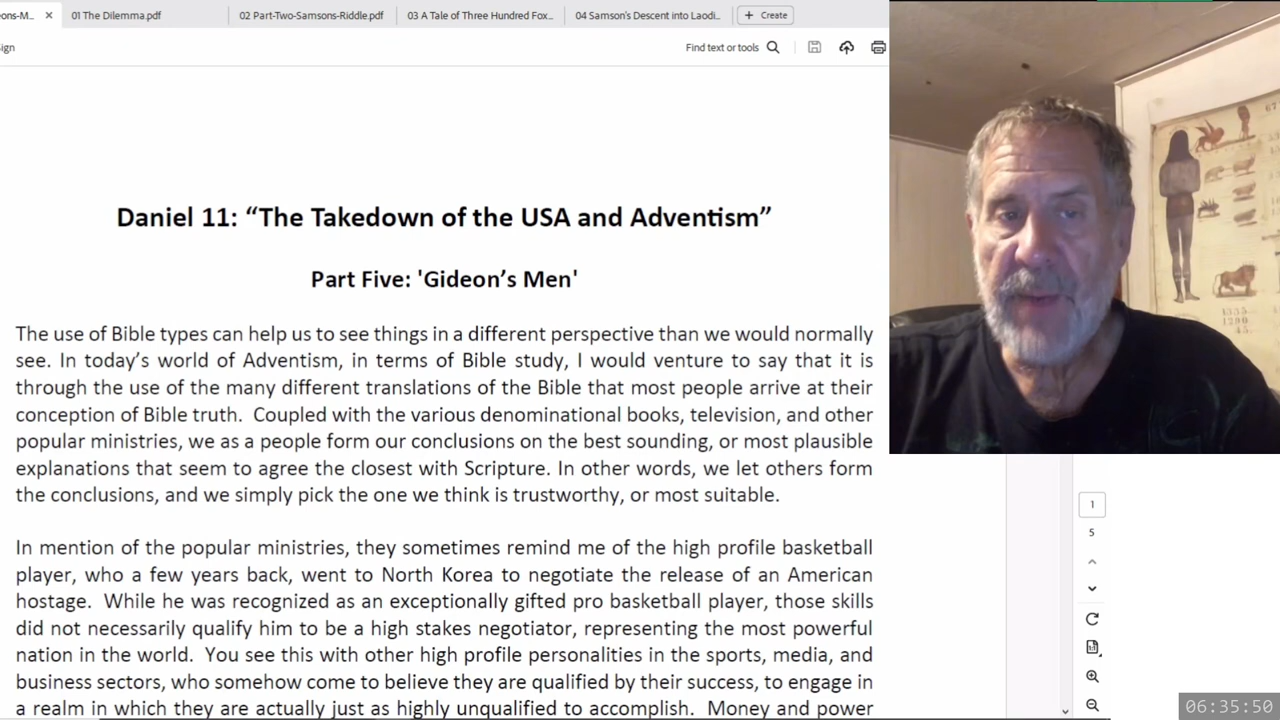 eons-M...
01 The Dilemma.pdf
02 Part-Two-Samsons-Riddle.pdf
03 A Tale of Three Hundred Fox...
04 Samson's Descent into Laodi...
+ Create
ign
Find text or tools
Daniel 11: “The Takedown of the USA and Adventism”
Part Five: 'Gideon’s Men'
The use of Bible types can help us to see things in a different perspective than we would normally
see. In today’s world of Adventism, in terms of Bible study, I would venture to say that it is
through the use of the many different translations of the Bible that most people arrive at their
conception of Bible truth. Coupled with the various denominational books, television, and other
popular ministries, we as a people form our conclusions on the best sounding, or most plausible
explanations that seem to agree the closest with Scripture. In other words, we let others form
the conclusions, and we simply pick the one we think is trustworthy, or most suitable.
In mention of the popular ministries, they sometimes remind me of the high profile basketball
player, who a few years back, went to North Korea to negotiate the release of an American
hostage. While he was recognized as an exceptionally gifted pro basketball player, those skills
did not necessarily qualify him to be a high stakes negotiator, representing the most powerful
nation in the world. You see this with other high profile personalities in the sports, media, and
business sectors, who somehow come to believe they are qualified by their success, to engage in
a realm in which they are actually just as highly unqualified to accomplish. Money and power
1
5
1335
1290
45
06:35:50